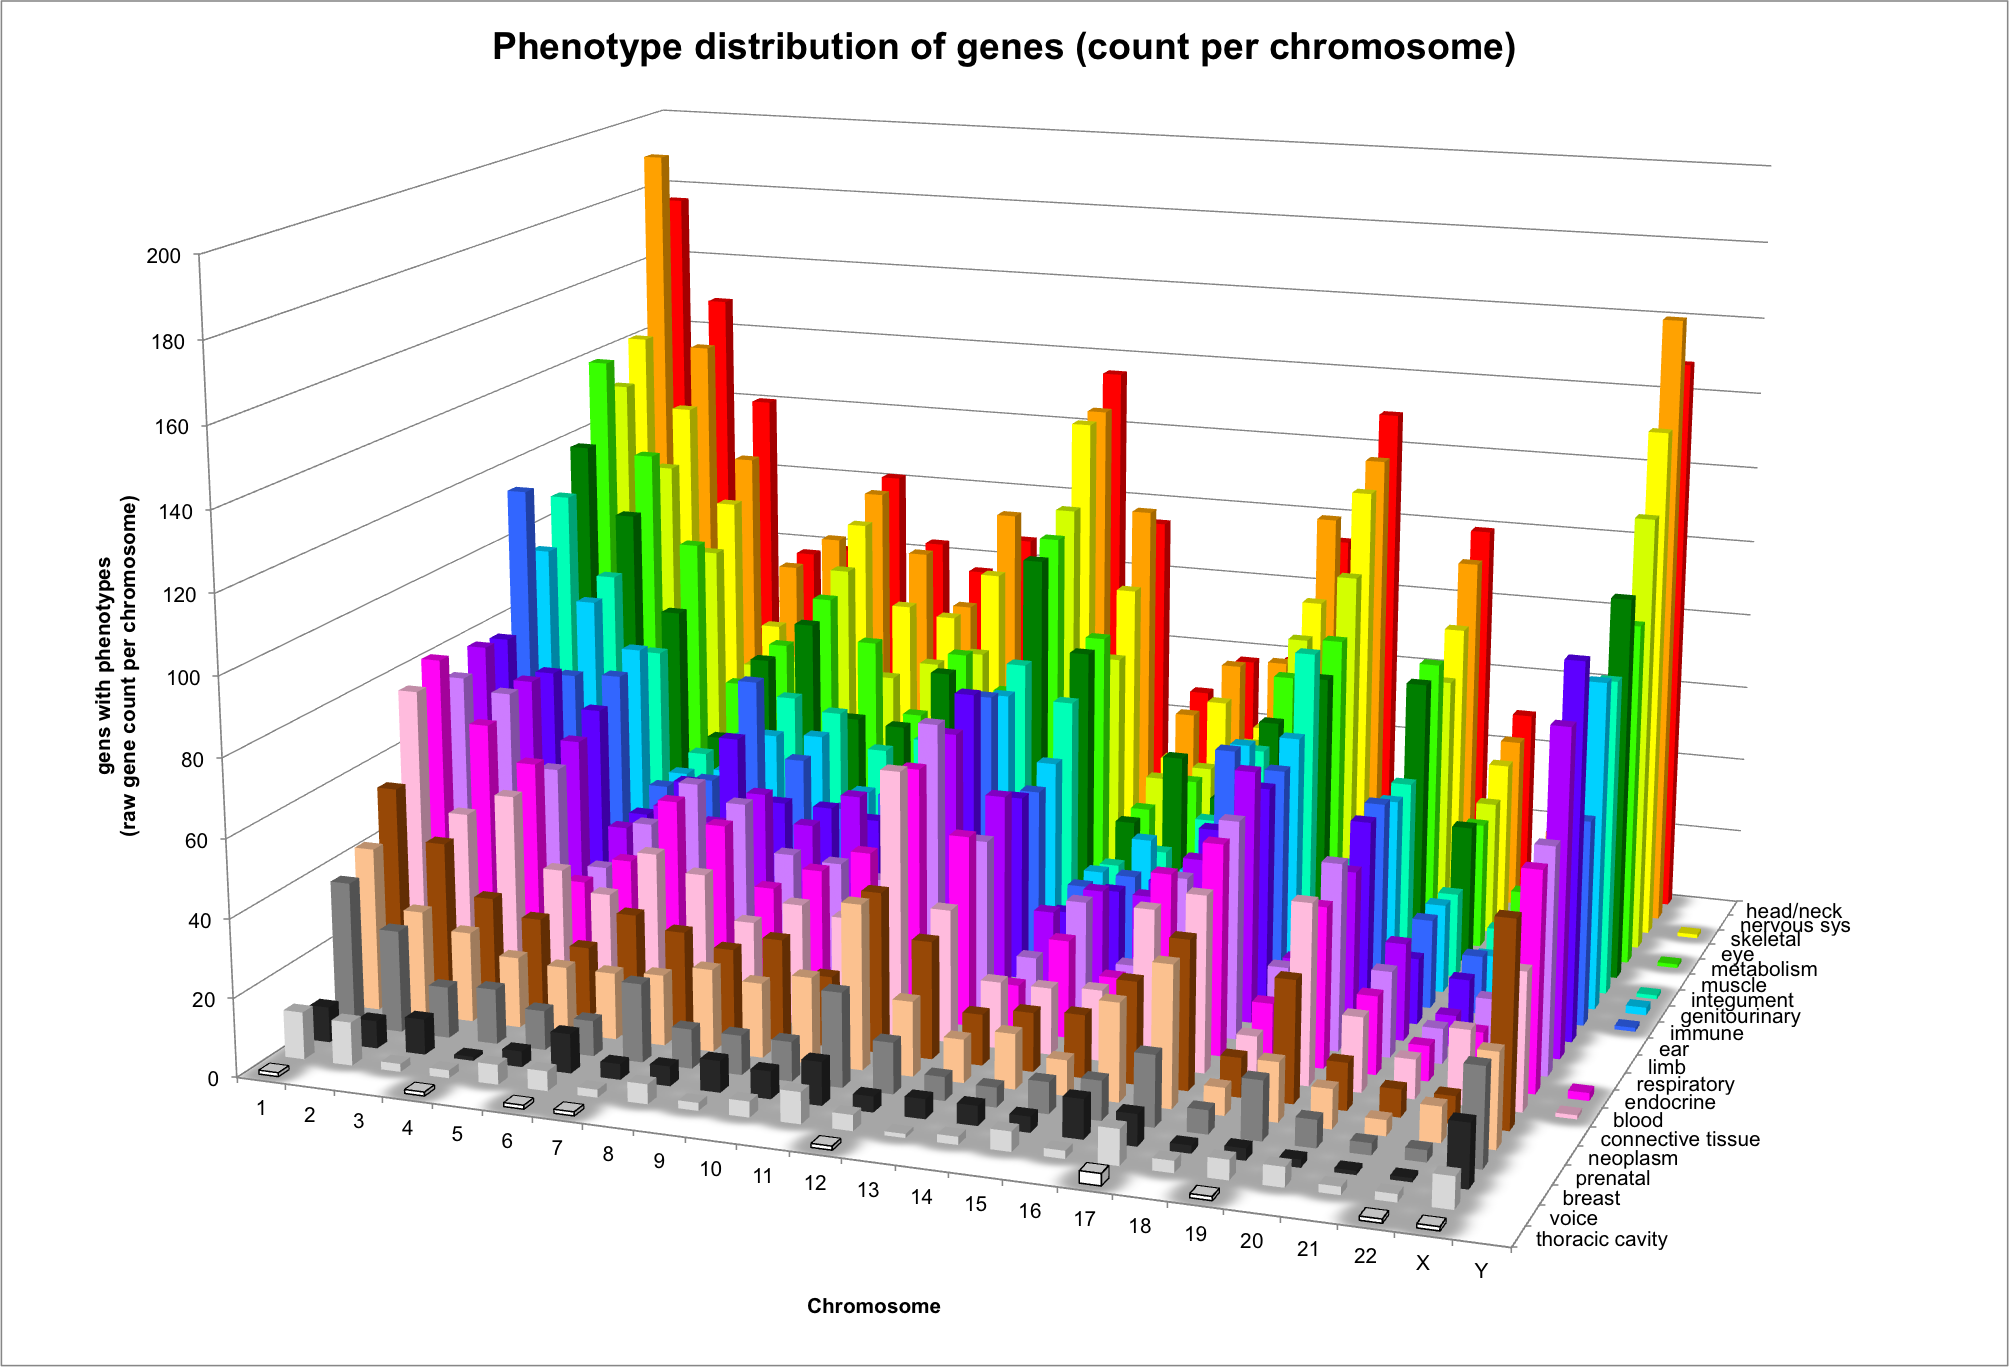 Phenotype distribution of genes (count per chromosome)
200
180
160
140
120
100
80
60
40
20
0
gens with phenotypes
(raw gene count per chromosome)
1
2
3
4
5
6
7
8
9
10
11
12
13
14
15
16
17
18
19
20
21
22
X
Y
Chromosome
head/neck
nervous sys
skeletal
eye
metabolism
muscle
integument
genitourinary
immune
ear
limb
respiratory
endocrine
blood
connective tissue
neoplasm
prenatal
breast
voice
thoracic cavity